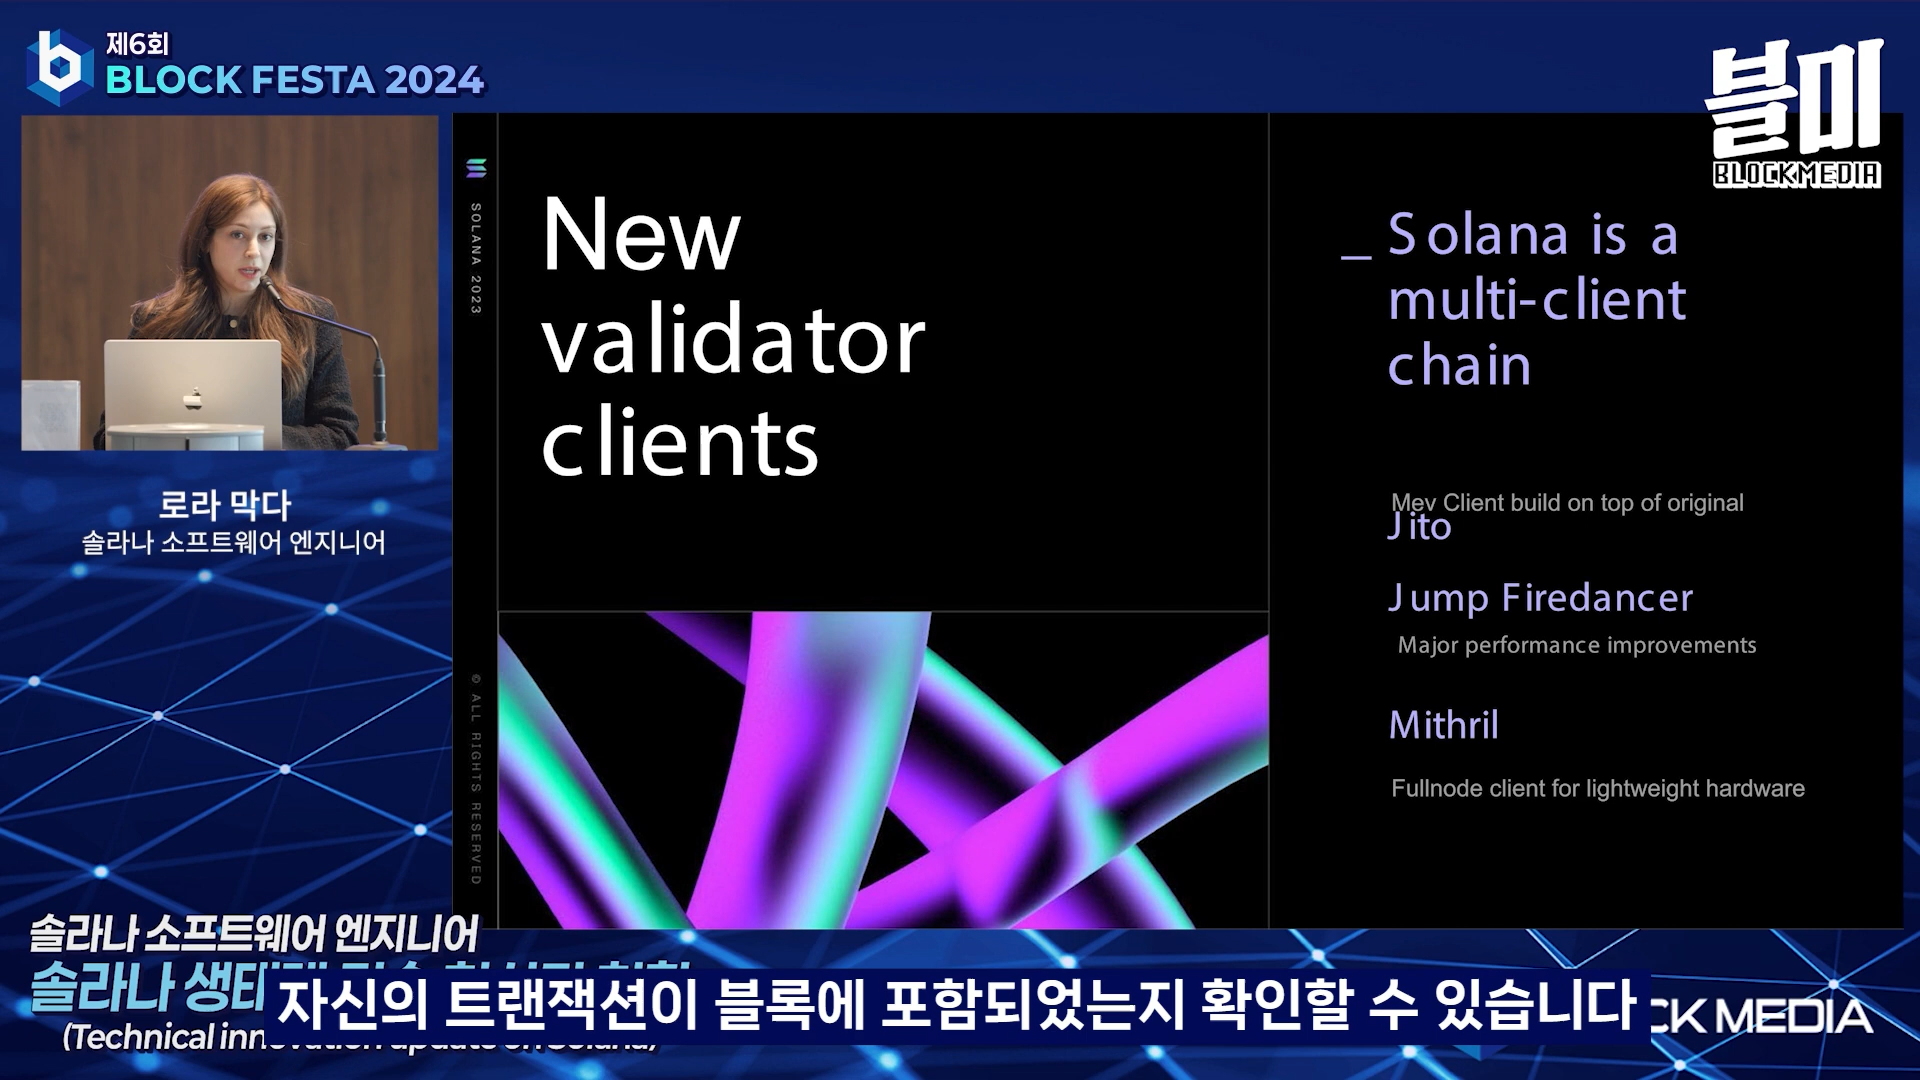 제6회
BLOCK FESTA 2024
블미
BLOCKMEDIA
SOLANA 2023
© ALL RIGHTS RESERVED
New
validator
clients
_ Solana is a
multi-client
chain
Mev Client build on top of original
Jito
Jump Firedancer
Major performance improvements
Mithril
Fullnode client for lightweight hardware
로라 막다
솔라나 소프트웨어 엔지니어
솔라나 소프트웨어 엔지니어
솔라나
(Technical
자신의 트랜잭션이 블록에 포함되었는지 확인할 수 있습니다
CK MEDIA